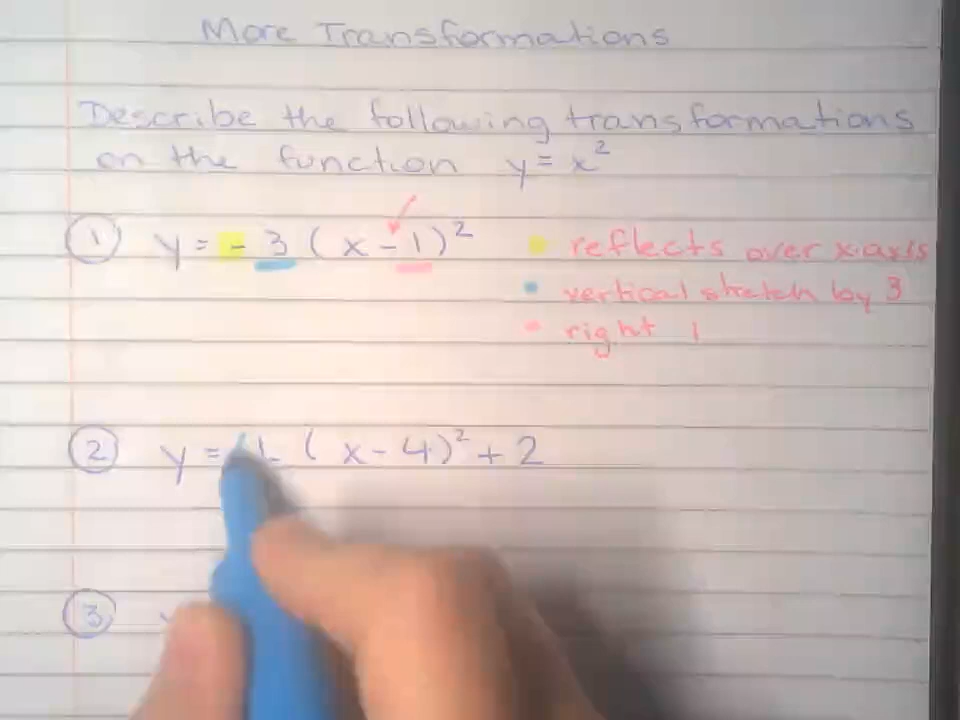 More Transformations
Describe the following transformations
on the function y = x²
① y = - 3 (x - 1)² reflects over x axis
vertical stretch by 3
right 1
② y = (x - 4)² + 2
③